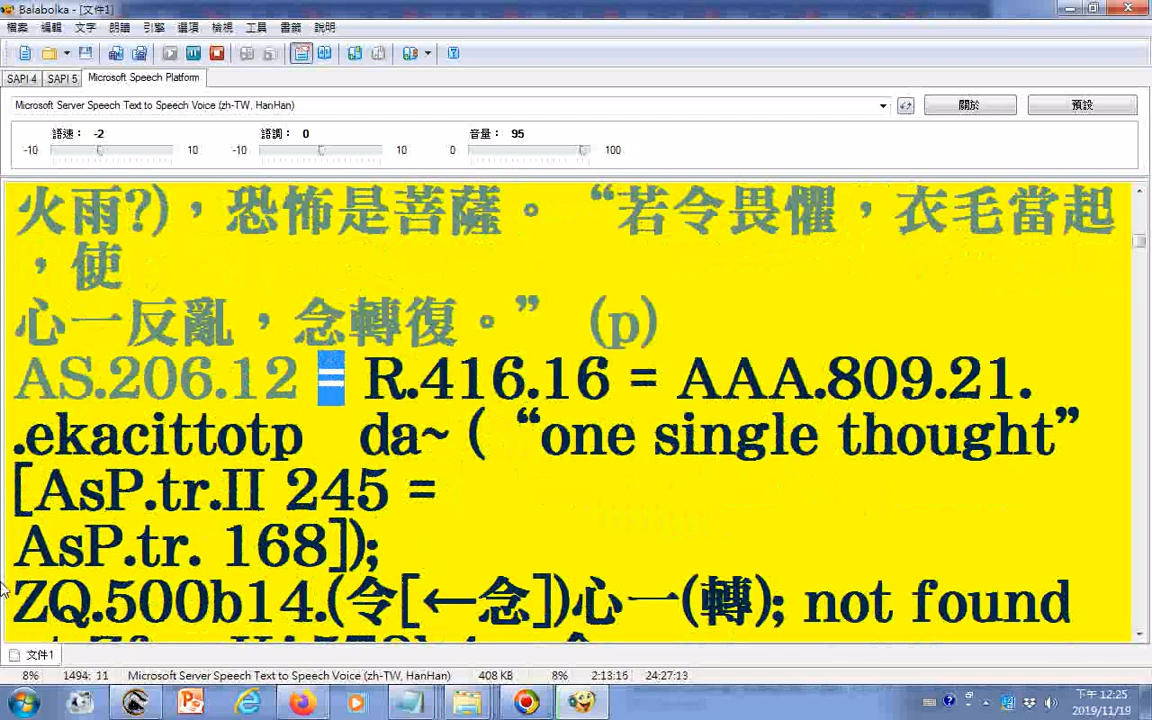 Balabolka - [文件1]
檔案 編輯 文字 朗讀 引擎 選項 檢視 工具 書籤 說明
SAPI 4 SAPI 5 Microsoft Speech Platform
Microsoft Server Speech Text to Speech Voice (zh-TW, HanHan) 關於 預設
語速： -2 語調： 0 音量： 95
-10 10 -10 10 0 100
火雨?)，恐怖是菩薩。“若令畏懼，衣毛當起
，使
心一反亂，念轉復。” (p)
AS.206.12 = R.416.16 = AAA.809.21.
.ekacittotp da~ (“one single thought”
[AsP.tr.II 245 =
AsP.tr. 168]);
ZQ.500b14.(令[←念])心一(轉); not found
文件1
8% 1494: 11 Microsoft Server Speech Text to Speech Voice (zh-TW, HanHan) 408 KB 8% 2:13:15 24:27:13
下午 12:25
2019/11/19